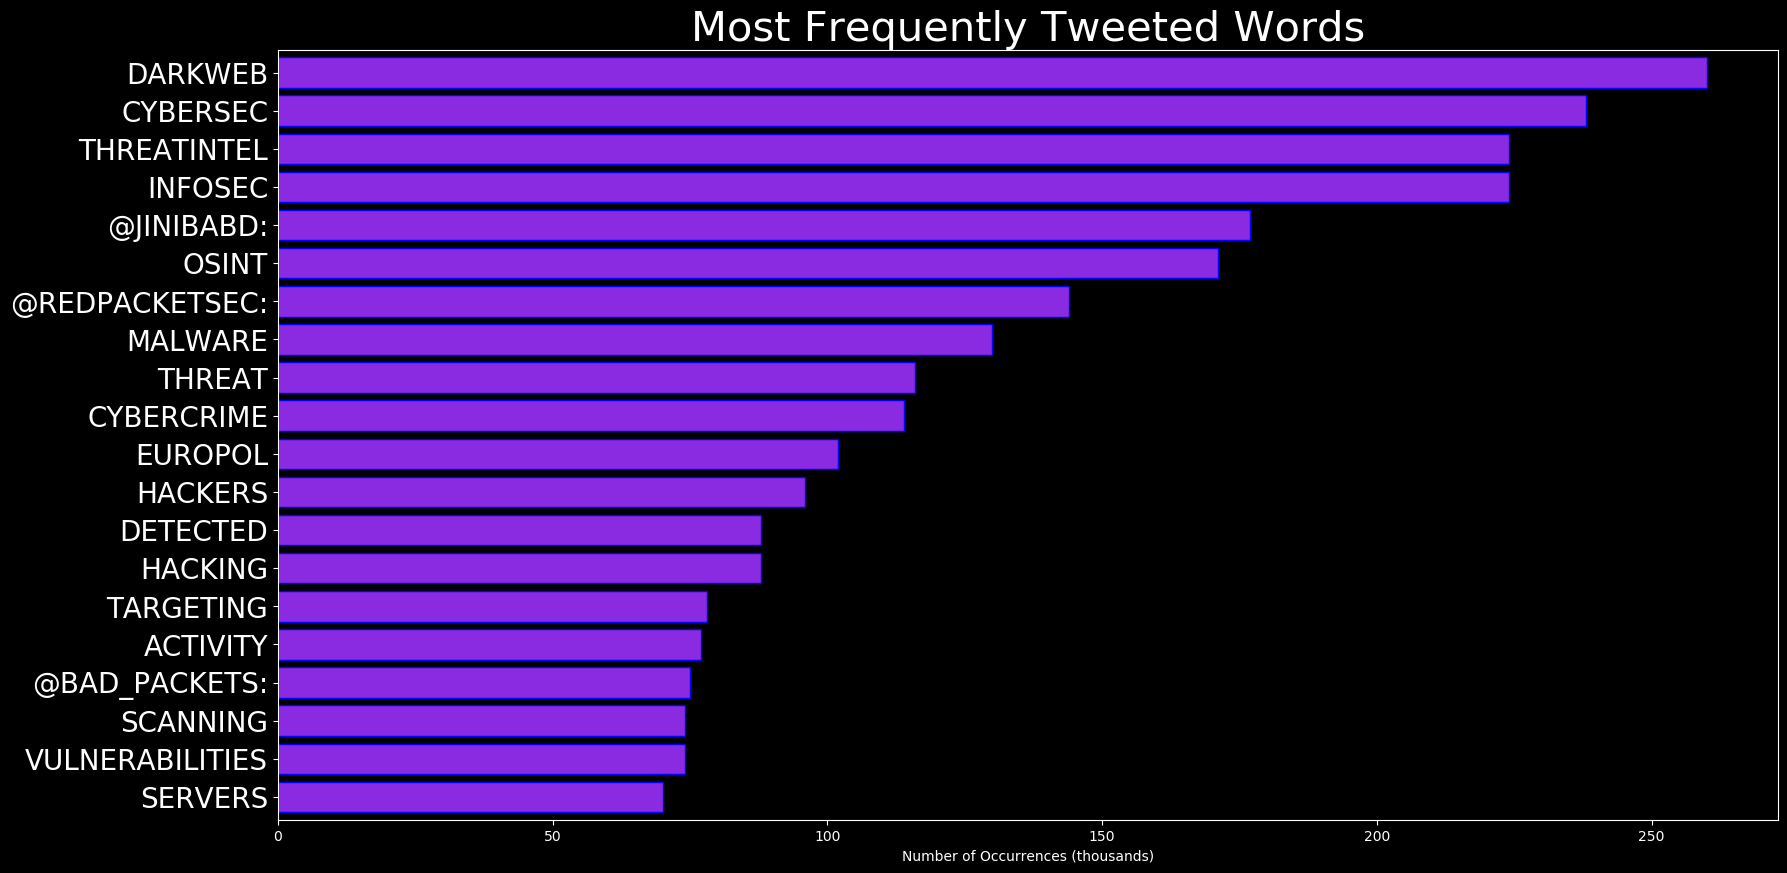 Most Frequently Tweeted Words
DARKWEB
CYBERSEC
THREATINTEL
INFOSEC
@JINIBABD:
OSINT
@REDPACKETSEC:
MALWARE
THREAT
CYBERCRIME
EUROPOL
HACKERS
DETECTED
HACKING
TARGETING
ACTIVITY
@BAD_PACKETS:
SCANNING
VULNERABILITIES
SERVERS
0 50 100 150 200 250
Number of Occurrences (thousands)